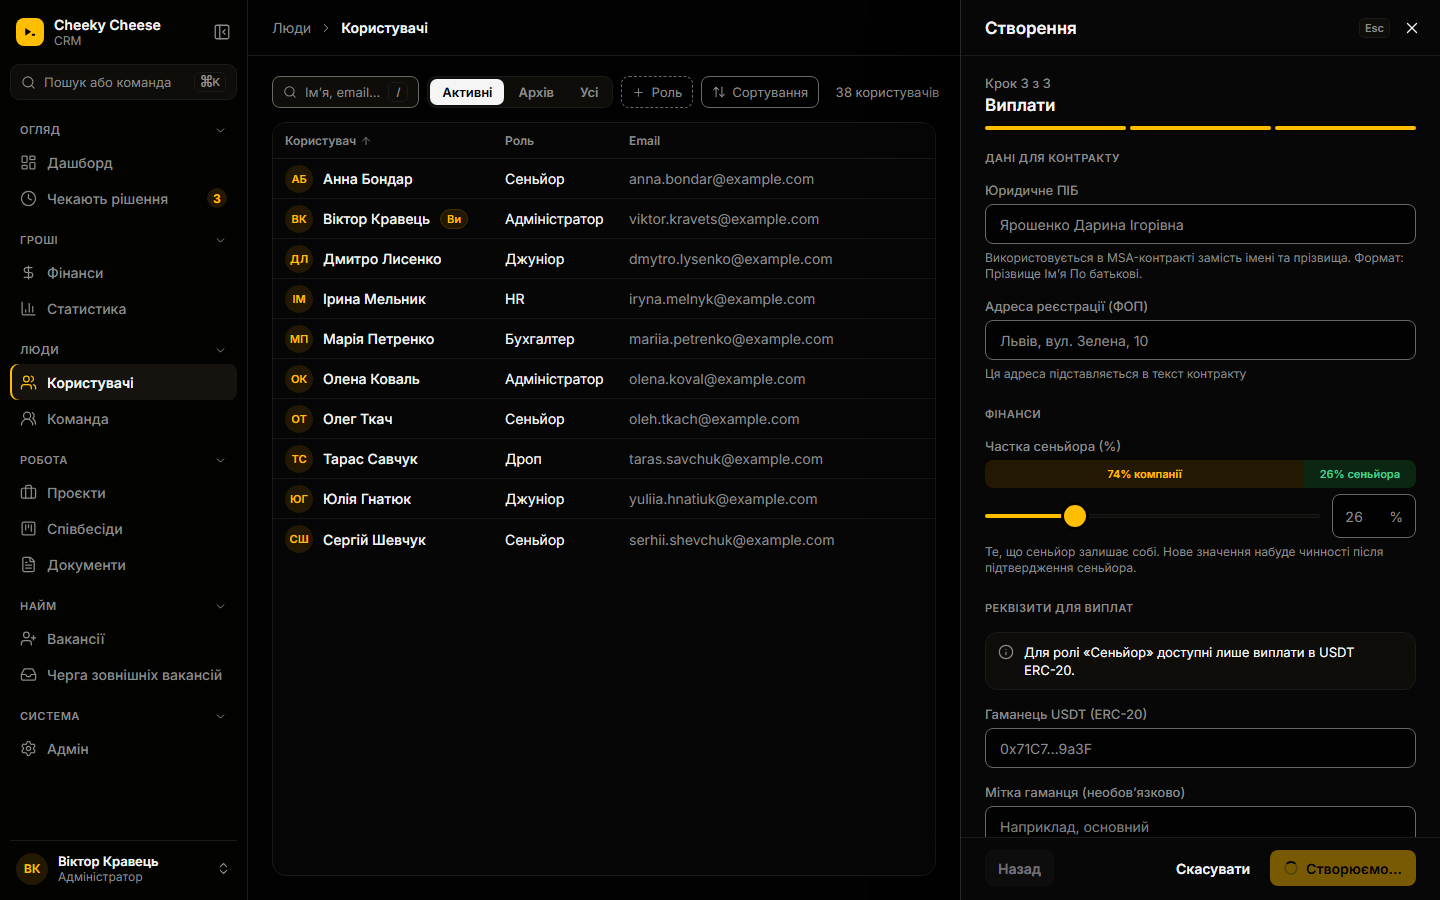 Cheeky Cheese
CRM
Пошук або команда
⌘K
ОГЛЯД
Дашборд
Чекають рішення
3
ГРОШІ
Фінанси
Статистика
ЛЮДИ
Користувачі
Команда
РОБОТА
Проєкти
Співбесіди
Документи
НАЙМ
Вакансії
Черга зовнішніх вакансій
СИСТЕМА
Адмін
ВК
Віктор Кравець
Адміністратор
Люди
Користувачі
Ім’я, email...
/
Активні
Архів
Усі
Роль
Сортування
38 користувачів
Користувач
Роль
Email
АБ Анна Бондар Сеньйор anna.bondar@example.com
ВК Віктор Кравець Ви Адміністратор viktor.kravets@example.com
ДЛ Дмитро Лисенко Джуніор dmytro.lysenko@example.com
ІМ Ірина Мельник HR iryna.melnyk@example.com
МП Марія Петренко Бухгалтер mariia.petrenko@example.com
ОК Олена Коваль Адміністратор olena.koval@example.com
ОТ Олег Ткач Сеньйор oleh.tkach@example.com
ТС Тарас Савчук Дроп taras.savchuk@example.com
ЮГ Юлія Гнатюк Джуніор yuliia.hnatiuk@example.com
СШ Сергій Шевчук Сеньйор serhii.shevchuk@example.com
Створення
Esc
Крок 3 з 3
Виплати
ДАНІ ДЛЯ КОНТРАКТУ
Юридичне ПІБ
Ярошенко Дарина Ігорівна
Використовується в MSA-контракті замість імені та прізвища. Формат:
Прізвище Ім’я По батькові.
Адреса реєстрації (ФОП)
Львів, вул. Зелена, 10
Ця адреса підставляється в текст контракту
ФІНАНСИ
Частка сеньйора (%)
74% компанії
26% сеньйора
26 %
Те, що сеньйор залишає собі. Нове значення набуде чинності після
підтвердження сеньйора.
РЕКВІЗИТИ ДЛЯ ВИПЛАТ
Для ролі «Сеньйор» доступні лише виплати в USDT
ERC-20.
Гаманець USDT (ERC-20)
0x71C7...9a3F
Мітка гаманця (необов’язково)
Наприклад, основний
Назад
Скасувати
Створюємо...